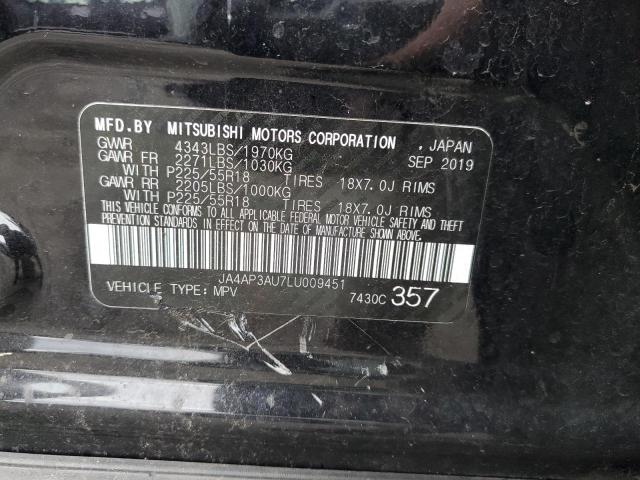 MFD.BY MITSUBISHI MOTORS CORPORATION , JAPAN
GVWR 4343LBS/1970KG SEP 2019
GAWR FR 2271LBS/1030KG
WITH P225/55R18 TIRES 18X7.0J RIMS
GAWR RR 2205LBS/1000KG
WITH P225/55R18 TIRES 18X7.0J RIMS
THIS VEHICLE CONFORMS TO ALL APPLICABLE FEDERAL MOTOR VEHICLE SAFETY AND THEFT
PREVENTION STANDARDS IN EFFECT ON THE DATE OF MANUFACTURE SHOWN ABOVE.
JA4AP3AU7LU009451
VEHICLE TYPE: MPV 7430C 357